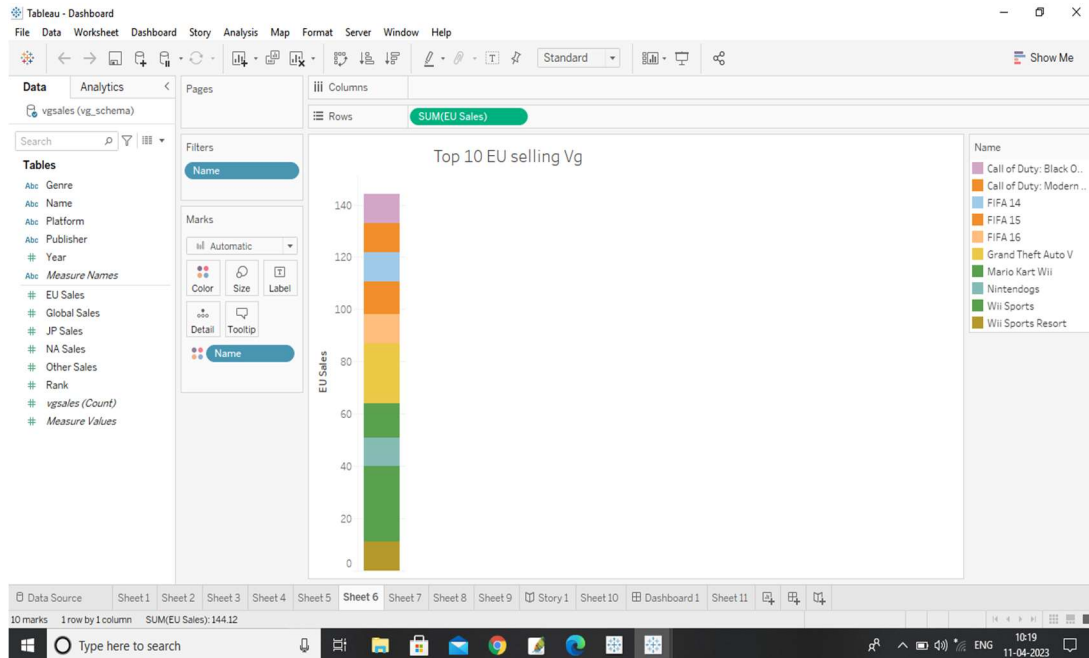 Tableau - Dashboard
File Data Worksheet Dashboard Story Analysis Map Format Server Window Help
Standard
Show Me
Data Analytics
vgsales (vg_schema)
Search
Tables
Abc Genre
Abc Name
Abc Platform
Abc Publisher
# Year
Abc Measure Names
# EU Sales
# Global Sales
# JP Sales
# NA Sales
# Other Sales
# Rank
# vgsales (Count)
# Measure Values
Pages
Filters
Name
Marks
Automatic
Color Size Label
Detail Tooltip
Name
Columns
Rows SUM(EU Sales)
Top 10 EU selling Vg
EU Sales
140
120
100
80
60
40
20
0
Name
Call of Duty: Black O..
Call of Duty: Modern ..
FIFA 14
FIFA 15
FIFA 16
Grand Theft Auto V
Mario Kart Wii
Nintendogs
Wii Sports
Wii Sports Resort
Data Source Sheet 1 Sheet 2 Sheet 3 Sheet 4 Sheet 5 Sheet 6 Sheet 7 Sheet 8 Sheet 9 Story 1 Sheet 10 Dashboard 1 Sheet 11
10 marks 1 row by 1 column SUM(EU Sales): 144.12
Type here to search
ENG
10:19
11-04-2023